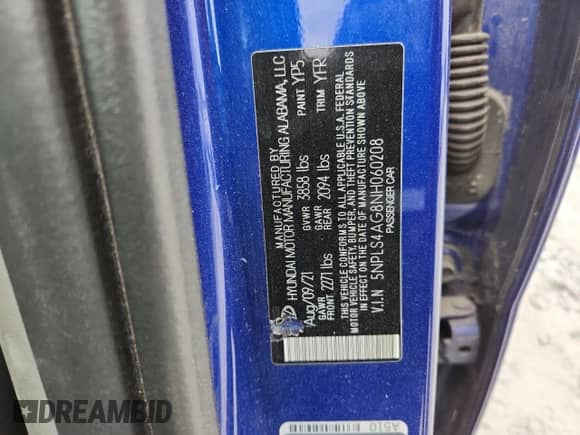 MANUFACTURED BY
HYUNDAI MOTOR MANUFACTURING ALABAMA, LLC
Aug/09/21 GVWR 3858 lbs PAINT YP5
GAWR FRONT 2271 lbs GAWR REAR 2094 lbs TRIM YFR
THIS VEHICLE CONFORMS TO ALL APPLICABLE U.S.A. FEDERAL
MOTOR VEHICLE SAFETY, BUMPER, AND THEFT PREVENTION STANDARDS
IN EFFECT ON THE DATE OF MANUFACTURE SHOWN ABOVE
V.I.N 5NPLS4AG8NH060208
PASSENGER CAR
A510
DREAMBID